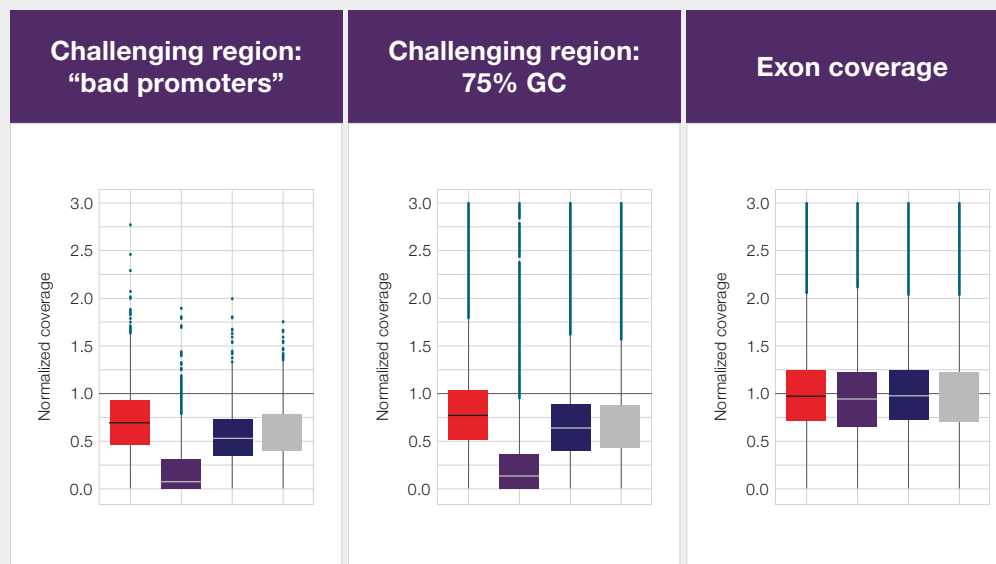 Challenging region:
“bad promoters”
Challenging region:
75% GC
Exon coverage
Normalized coverage
3.0
2.5
2.0
1.5
1.0
0.5
0.0
Normalized coverage
3.0
2.5
2.0
1.5
1.0
0.5
0.0
Normalized coverage
3.0
2.5
2.0
1.5
1.0
0.5
0.0